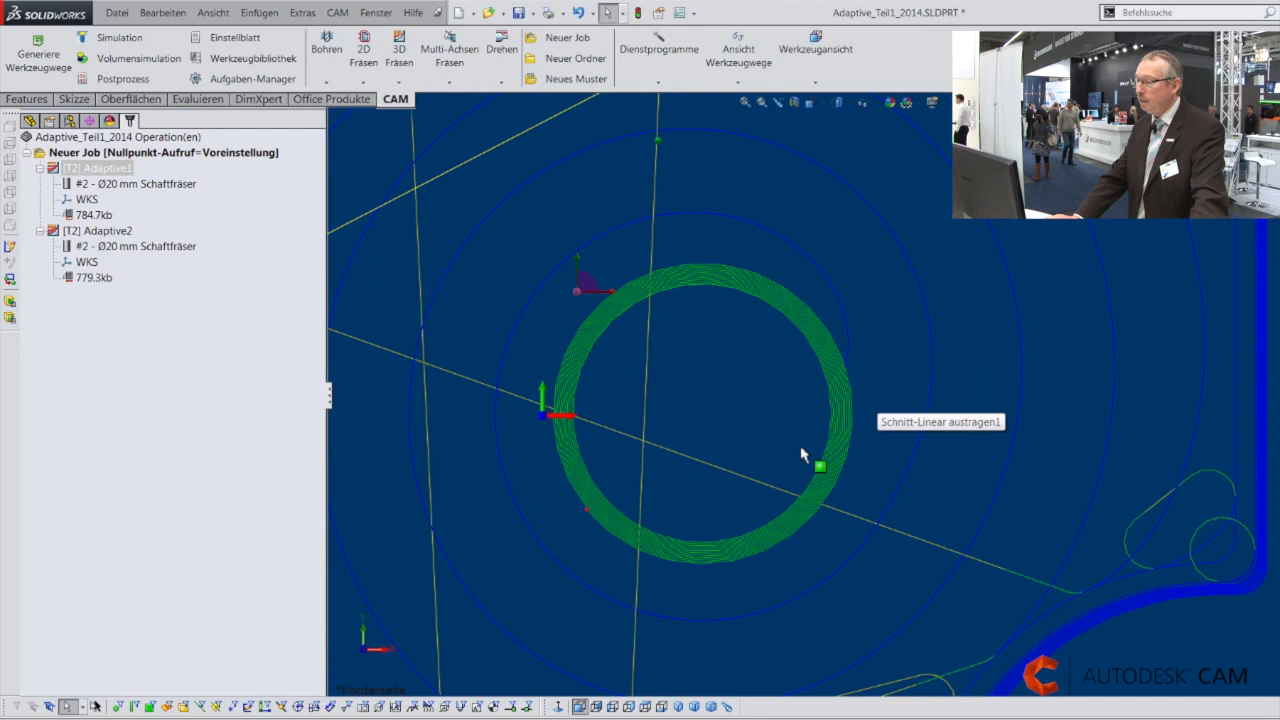 SOLIDWORKS
Datei Bearbeiten Ansicht Einfügen Extras CAM Fenster Hilfe
Adaptive_Teil1_2014.SLDPRT *
Befehlssuche
Generiere Werkzeugwege
Simulation
Volumensimulation
Postprozess
Einstellblatt
Werkzeugbibliothek
Aufgaben-Manager
Bohren
2D Fräsen
3D Fräsen
Multi-Achsen Fräsen
Drehen
Neuer Job
Neuer Ordner
Neues Muster
Dienstprogramme
Ansicht Werkzeugwege
Werkzeugansicht
Features Skizze Oberflächen Evaluieren DimXpert Office Produkte CAM
Adaptive_Teil1_2014 Operation(en)
Neuer Job [Nullpunkt-Aufruf=Voreinstellung]
[T2] Adaptive1
#2 - Ø20 mm Schaftfräser
WKS
784.7kb
[T2] Adaptive2
#2 - Ø20 mm Schaftfräser
WKS
779.3kb
Schnitt-Linear austragen1
*Vorderseite
AUTODESK® CAM